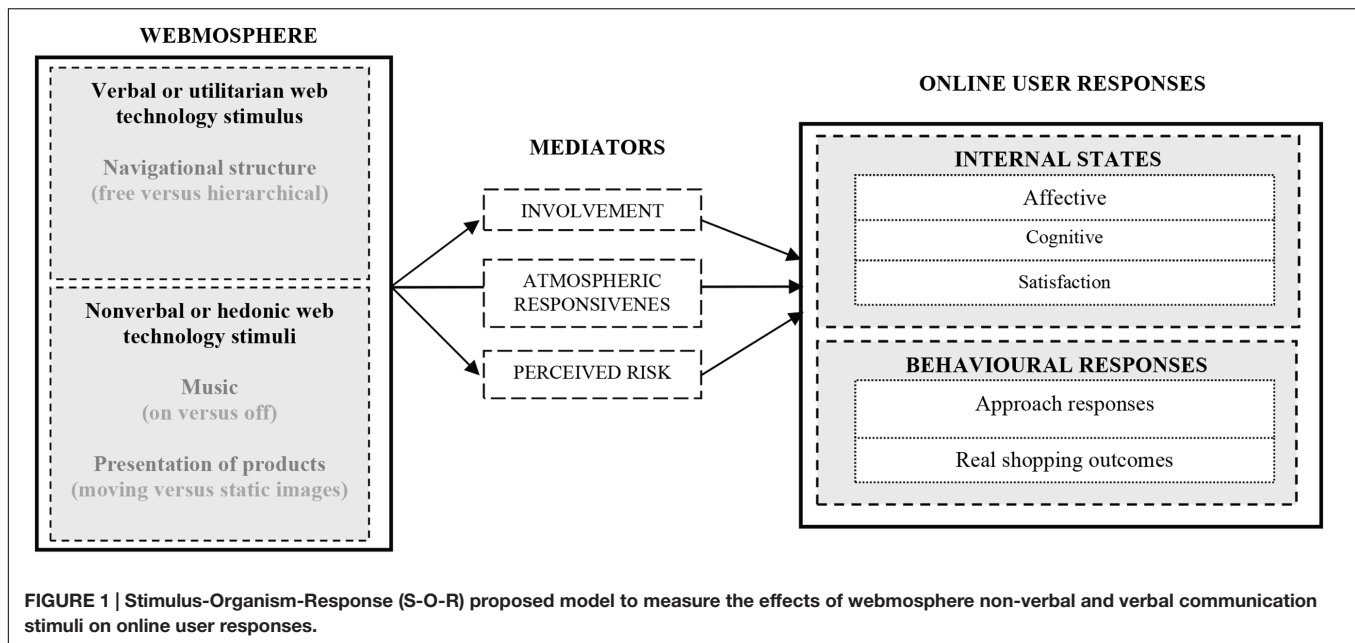 WEBMOSPHERE
Verbal or utilitarian web
technology stimulus
Navigational structure
(free versus hierarchical)
Nonverbal or hedonic web
technology stimuli
Music
(on versus off)
Presentation of products
(moving versus static images)
MEDIATORS
INVOLVEMENT
ATMOSPHERIC
RESPONSIVENES
PERCEIVED RISK
ONLINE USER RESPONSES
INTERNAL STATES
Affective
Cognitive
Satisfaction
BEHAVIOURAL RESPONSES
Approach responses
Real shopping outcomes
FIGURE 1 | Stimulus-Organism-Response (S-O-R) proposed model to measure the effects of webmosphere non-verbal and verbal communication
stimuli on online user responses.